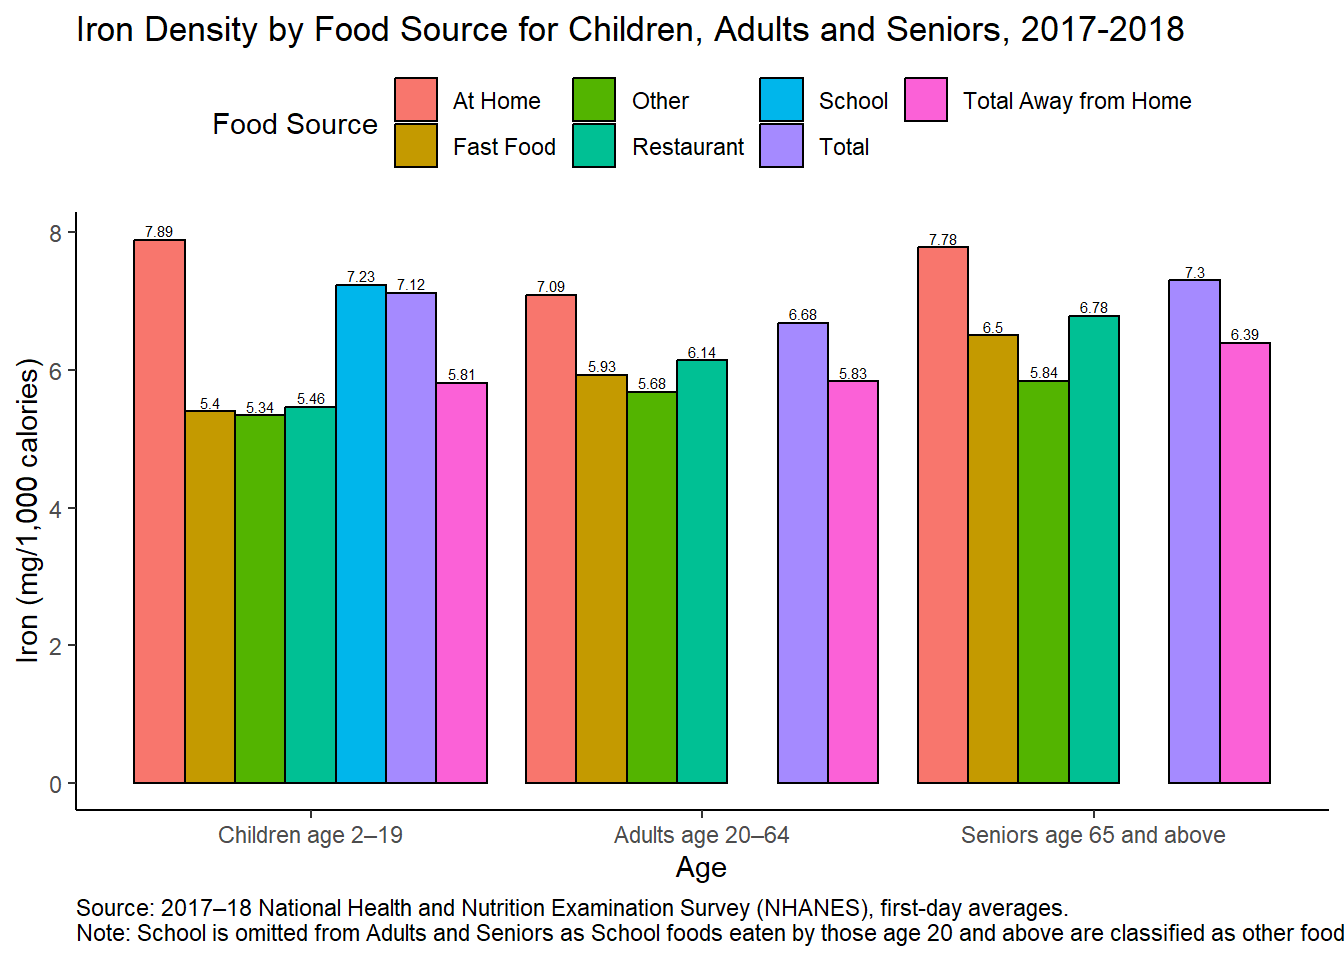 Iron Density by Food Source for Children, Adults and Seniors, 2017-2018
Food Source
At Home
Other
School
Total Away from Home
Fast Food
Restaurant
Total
Iron (mg/1,000 calories)
8
6
4
2
0
7.89
5.4
5.34
5.46
7.23
7.12
5.81
7.09
5.93
5.68
6.14
6.68
5.83
7.78
6.5
5.84
6.78
7.3
6.39
Children age 2–19
Adults age 20–64
Seniors age 65 and above
Age
Source: 2017–18 National Health and Nutrition Examination Survey (NHANES), first-day averages.
Note: School is omitted from Adults and Seniors as School foods eaten by those age 20 and above are classified as other food